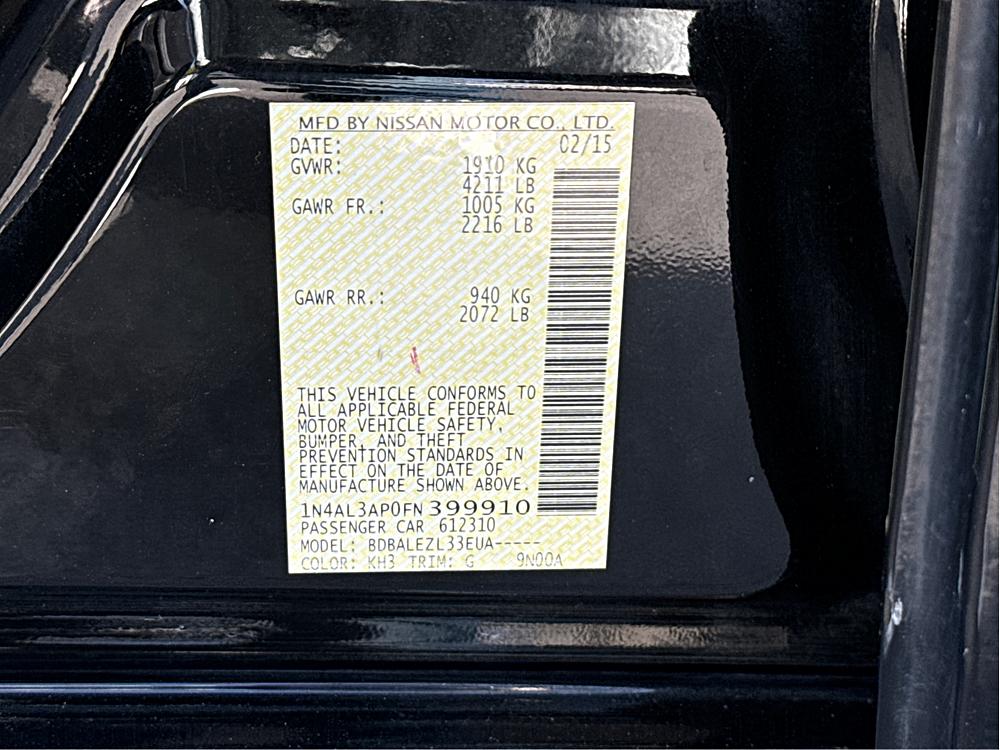 MFD BY NISSAN MOTOR CO., LTD.
DATE: 02/15
GVWR: 1910 KG
4211 LB
GAWR FR.: 1005 KG
2216 LB
GAWR RR.: 940 KG
2072 LB
THIS VEHICLE CONFORMS TO
ALL APPLICABLE FEDERAL
MOTOR VEHICLE SAFETY,
BUMPER, AND THEFT
PREVENTION STANDARDS IN
EFFECT ON THE DATE OF
MANUFACTURE SHOWN ABOVE.
1N4AL3AP0FN 399910
PASSENGER CAR 612310
MODEL: BDBALEZL33EUA-----
COLOR: KH3 TRIM: G 9N00A